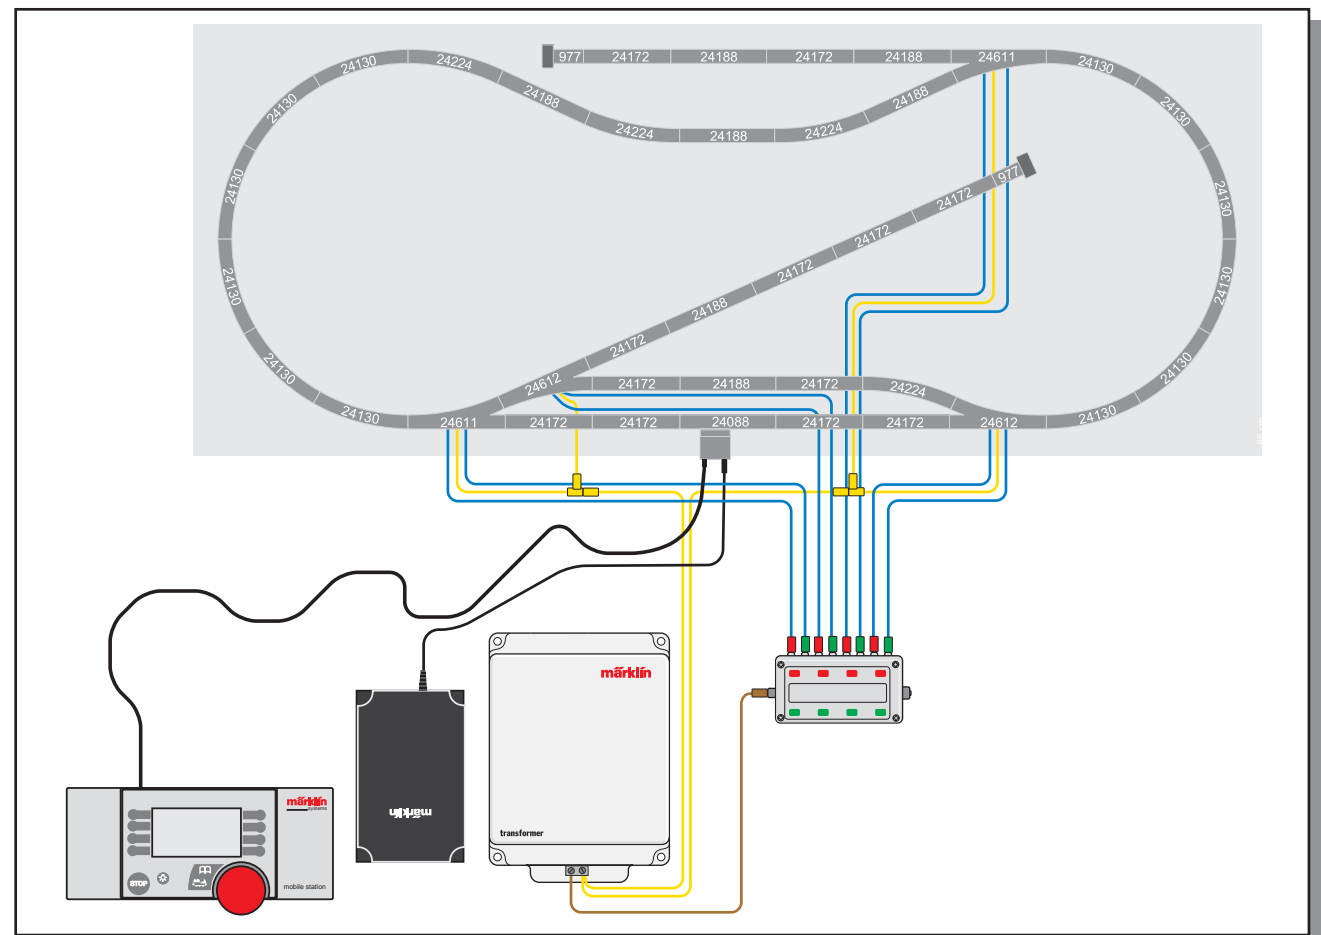 977 24172 24188 24172 24188 24611
24130 24224 24188 24224 24188 24224 24188 24130
24130 24130
24130 24130
24130 24130
24130 24130
24130 24130
977
24172
24172
24172
24188
24172
24612 24172 24188 24172 24224
24611 24172 24172 24088 24172 24172 24612
märklin
transformer
märklin
märklin
systems
STOP
mobile station